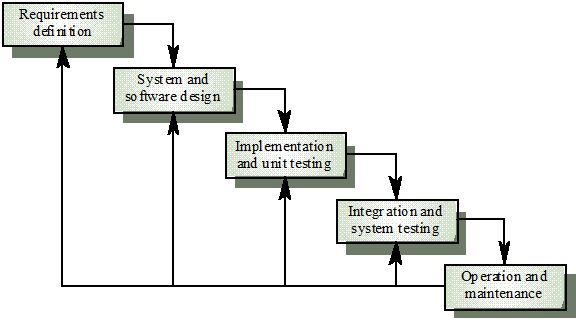 Requirements
definition
System and
software design
Implementation
and unit testing
Integration and
system testing
Operation and
maintenance